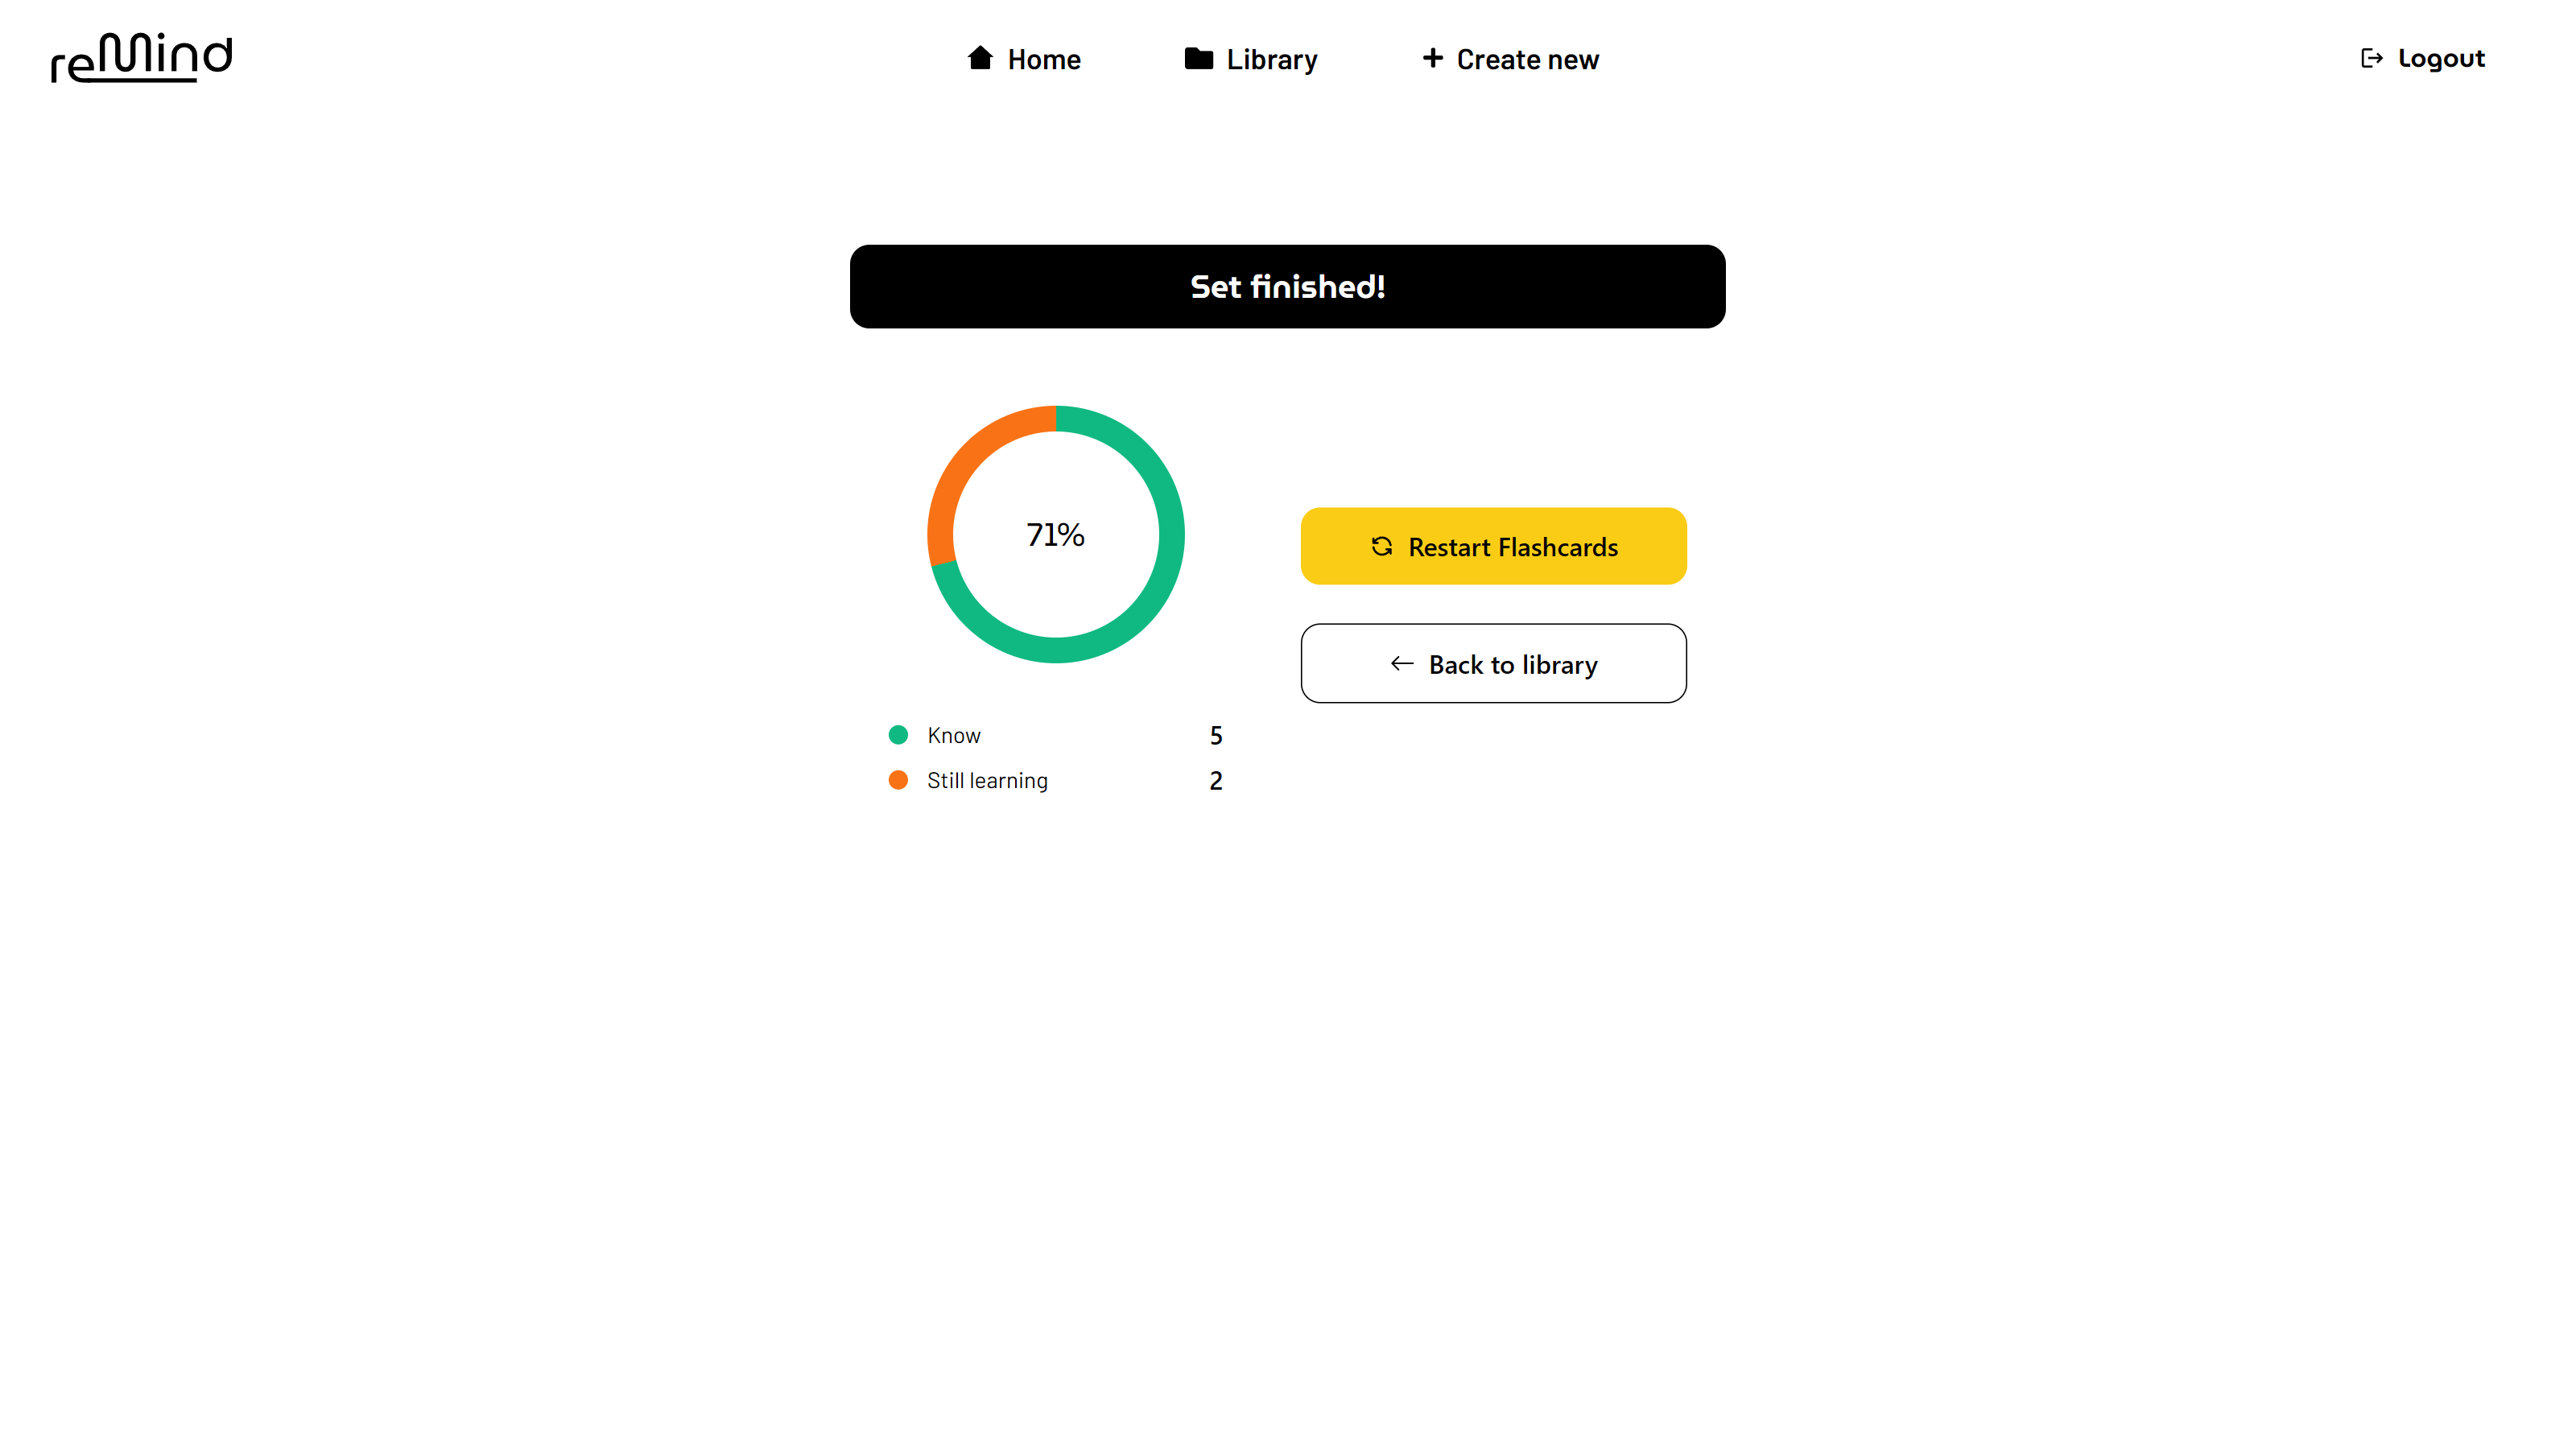 reMind
Home
Library
Create new
Logout
Set finished!
71%
Restart Flashcards
Back to library
Know 5
Still learning 2